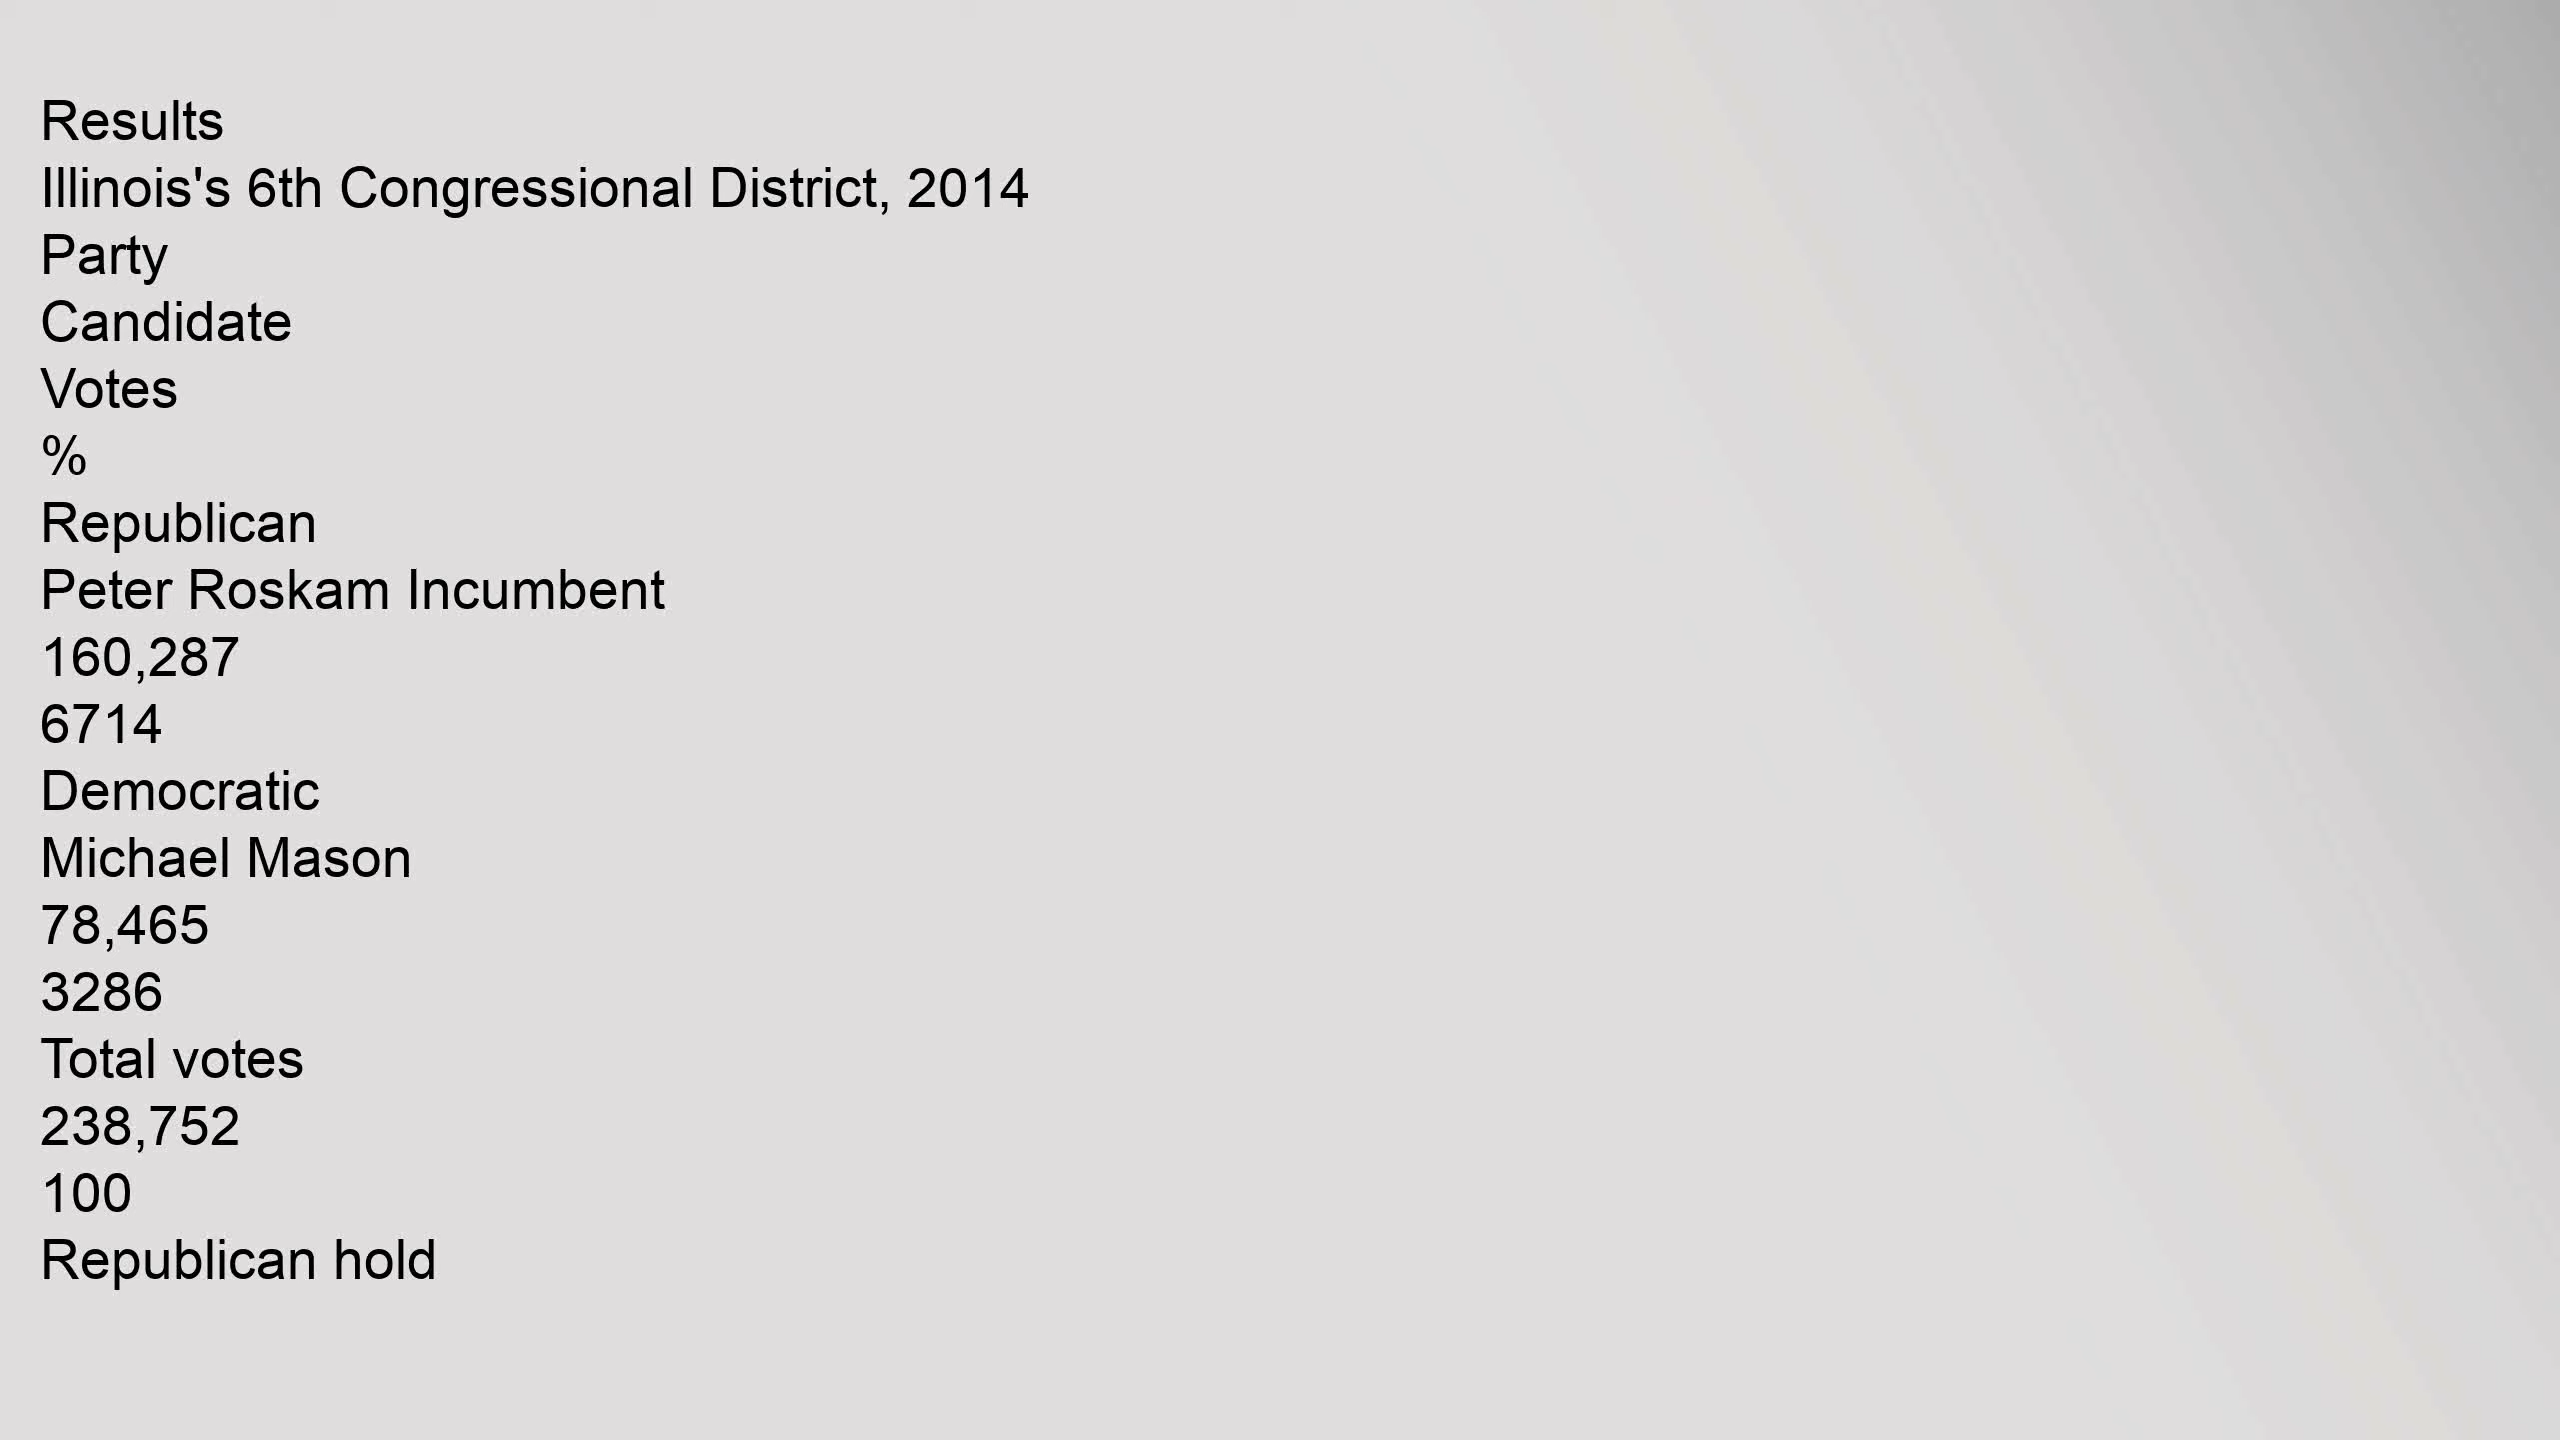 Results
Illinois's 6th Congressional District, 2014
Party
Candidate
Votes
%
Republican
Peter Roskam Incumbent
160,287
6714
Democratic
Michael Mason
78,465
3286
Total votes
238,752
100
Republican hold